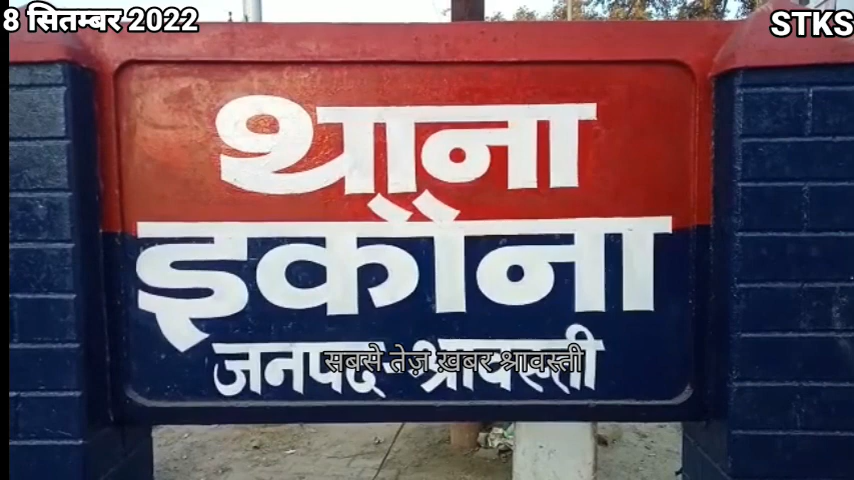 8 सितम्बर 2022
STKS
थाना
इकौना
जनपद-श्रावस्ती
सबसे तेज़ ख़बर श्रावस्ती